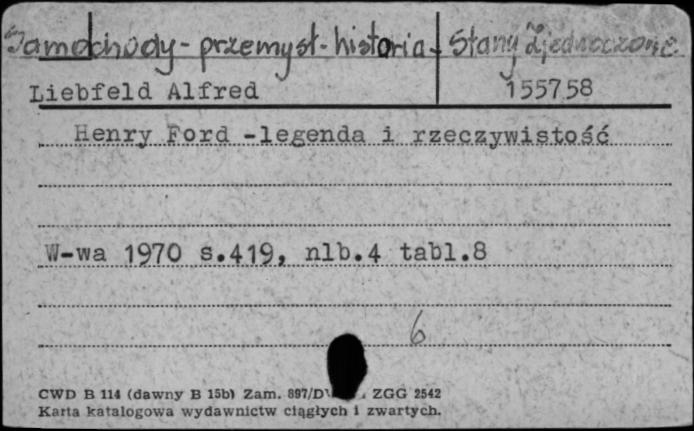 Samochody - przemysł - historia - Stany Zjednoczone
Liebfeld Alfred 155758
Henry Ford -legenda i rzeczywistość
W-wa 1970 s.419, nlb.4 tabl.8
6
CWD B 114 (dawny B 15b) Zam. 897/D ZGG 2542
Karta katalogowa wydawnictw ciągłych i zwartych.